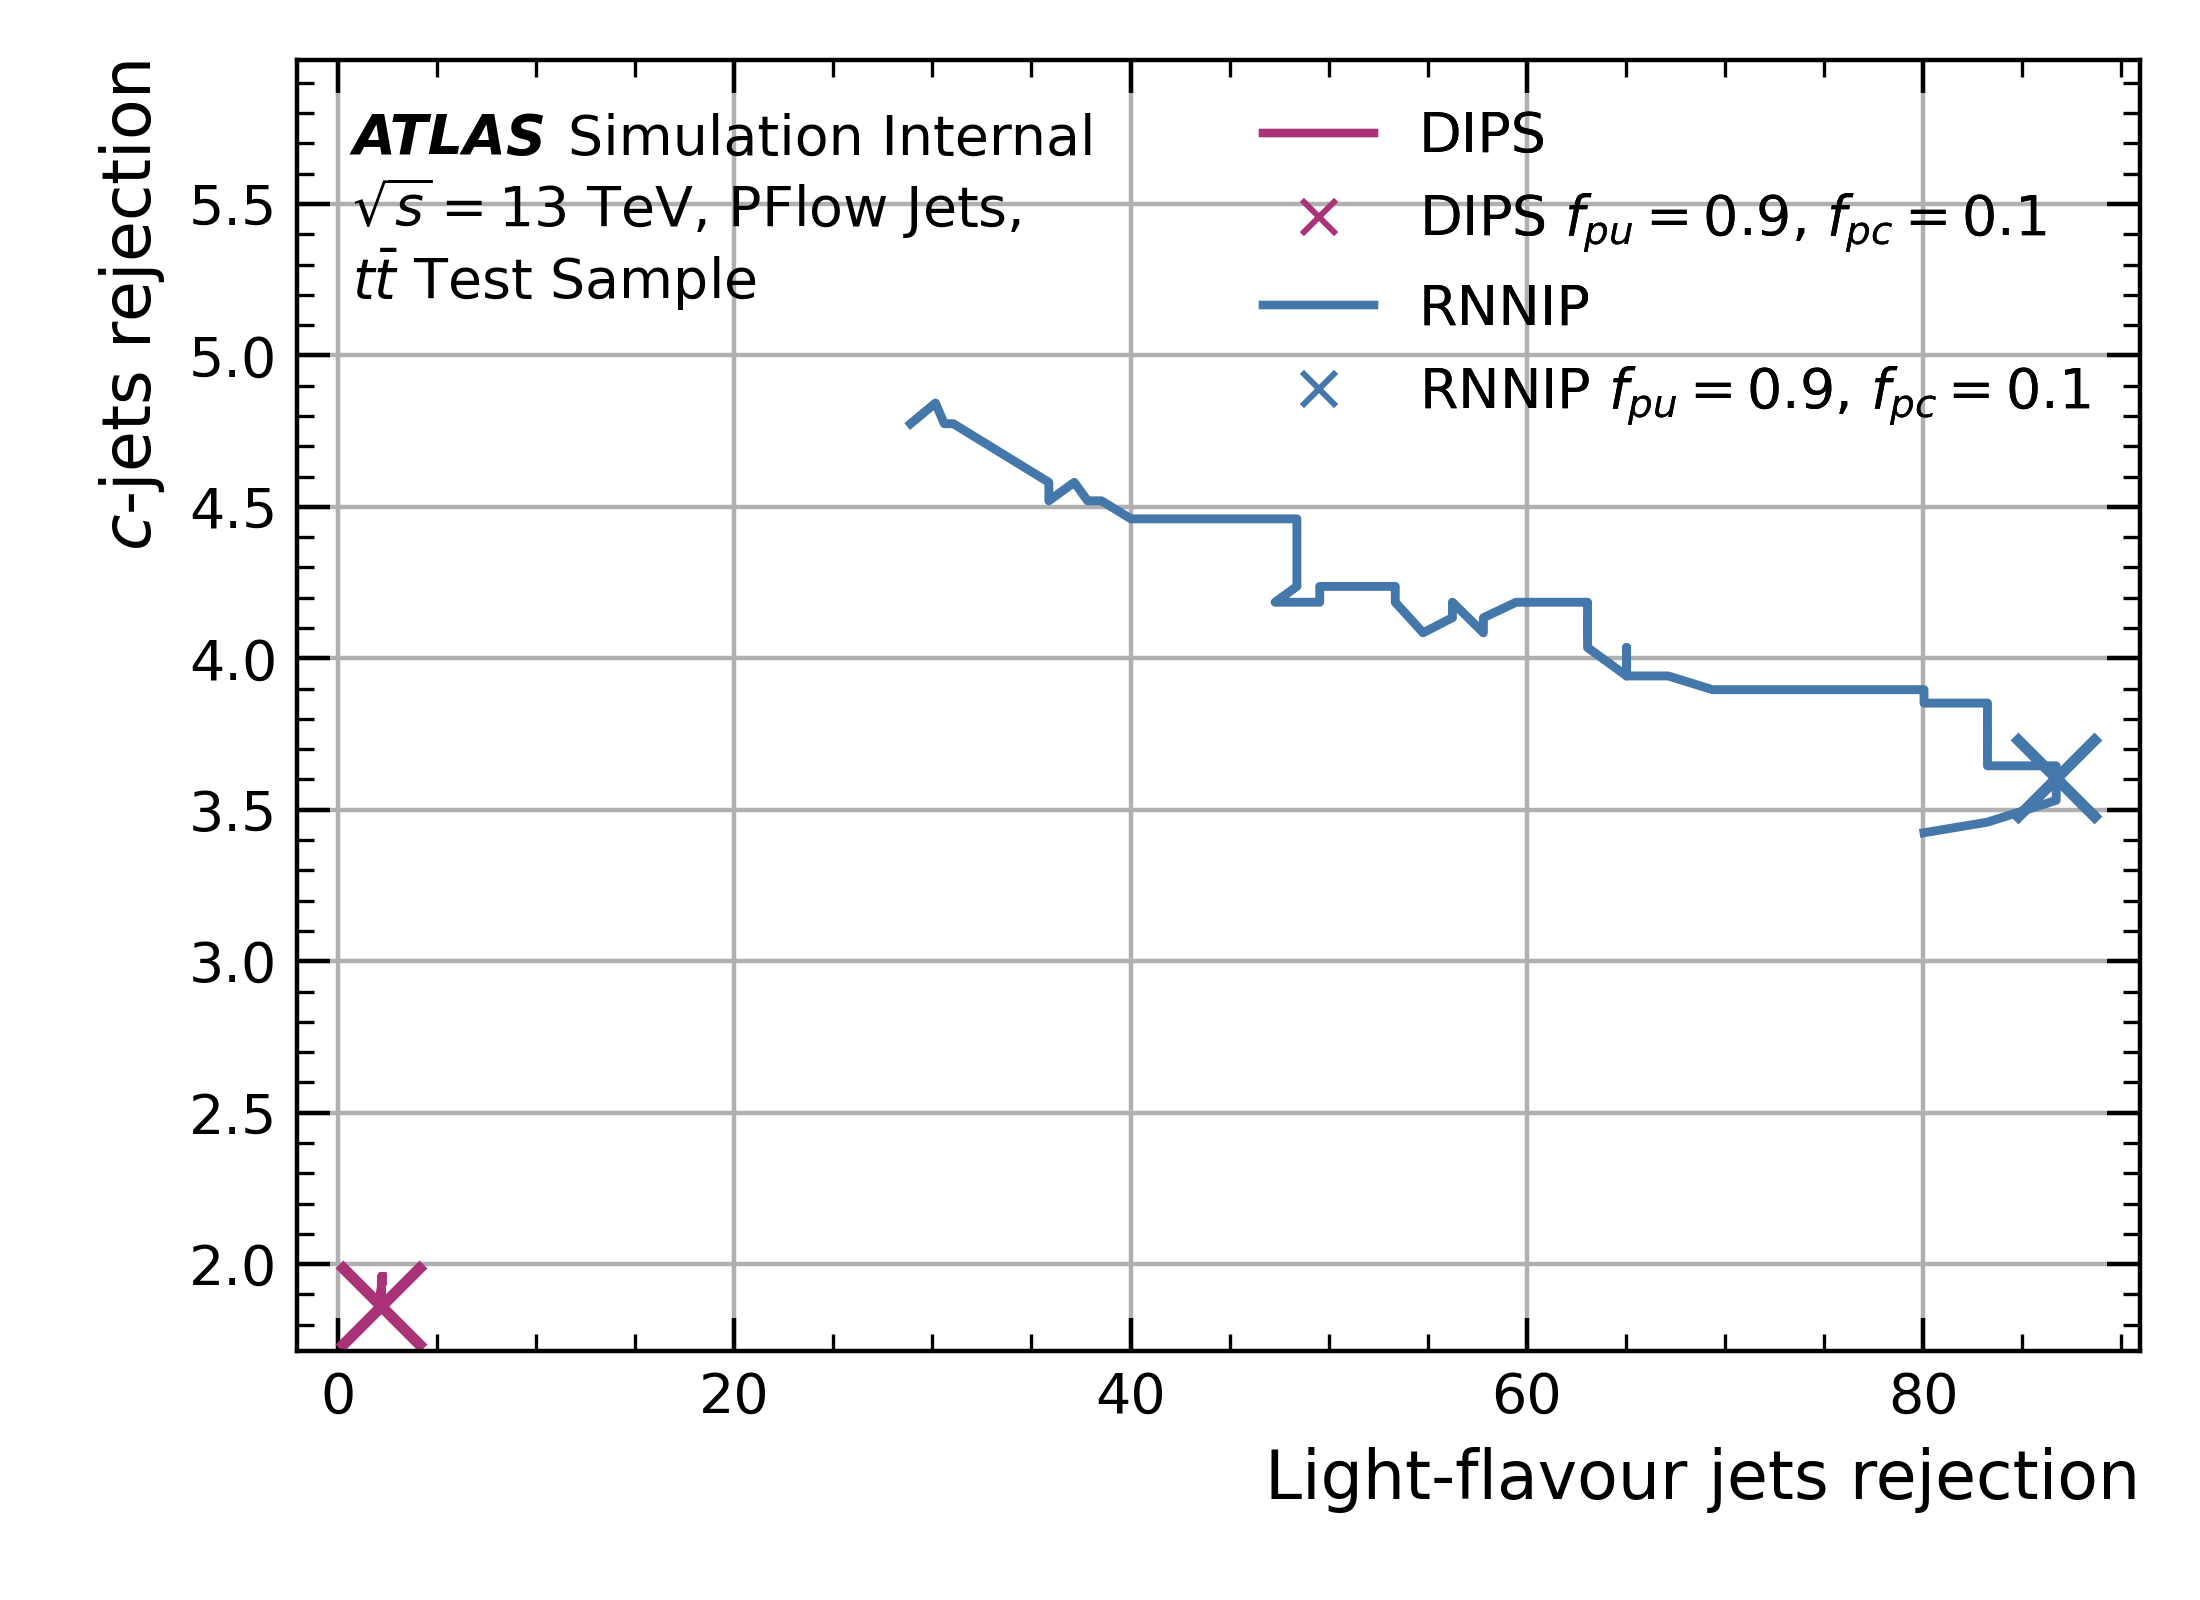 ATLAS Simulation Internal
√s = 13 TeV, PFlow Jets,
tt̄ Test Sample
DIPS
DIPS f_pu = 0.9, f_pc = 0.1
RNNIP
RNNIP f_pu = 0.9, f_pc = 0.1
c-jets rejection
5.5
5.0
4.5
4.0
3.5
3.0
2.5
2.0
0 20 40 60 80
Light-flavour jets rejection